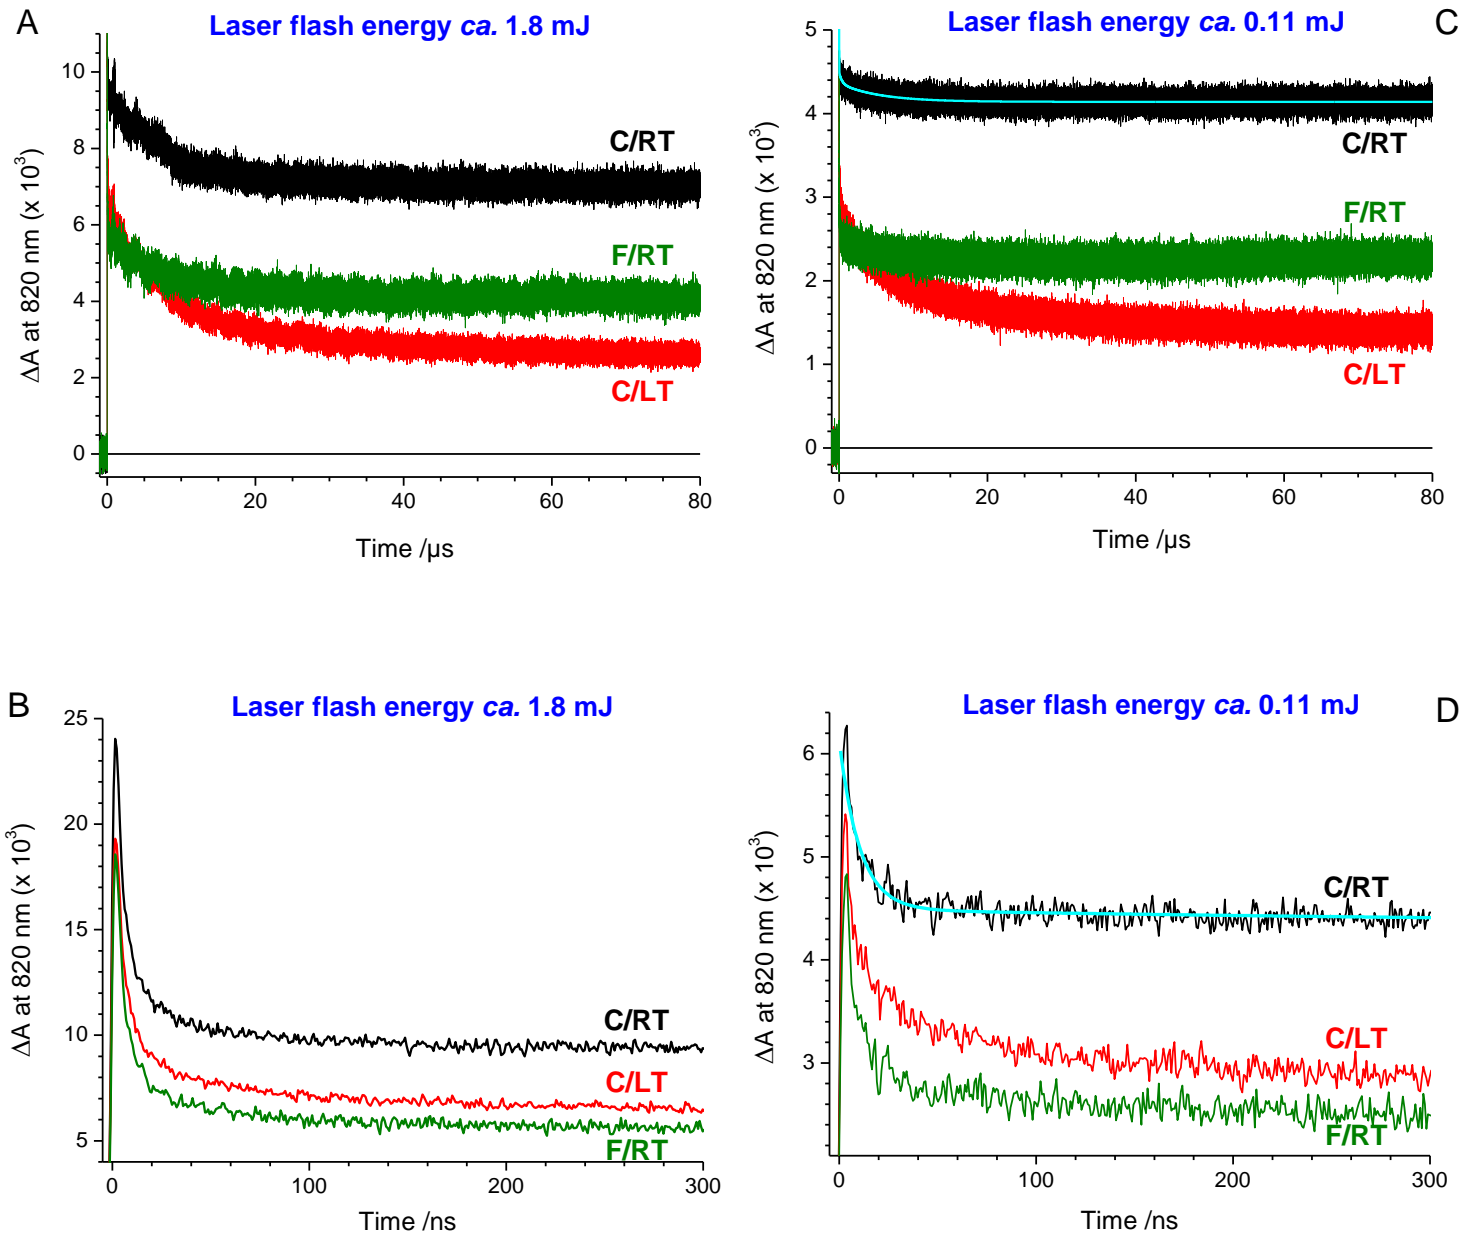 A
Laser flash energy ca. 1.8 mJ
10
8
6
4
2
0
ΔA at 820 nm (x 10³)
C/RT
F/RT
C/LT
0 20 40 60 80
Time /µs
Laser flash energy ca. 0.11 mJ
C
5
4
3
2
1
0
ΔA at 820 nm (x 10³)
C/RT
F/RT
C/LT
0 20 40 60 80
Time /µs
B
Laser flash energy ca. 1.8 mJ
25
20
15
10
5
ΔA at 820 nm (x 10³)
C/RT
C/LT
F/RT
0 100 200 300
Time /ns
Laser flash energy ca. 0.11 mJ
D
6
5
4
3
ΔA at 820 nm (x 10³)
C/RT
C/LT
F/RT
0 100 200 300
Time /ns